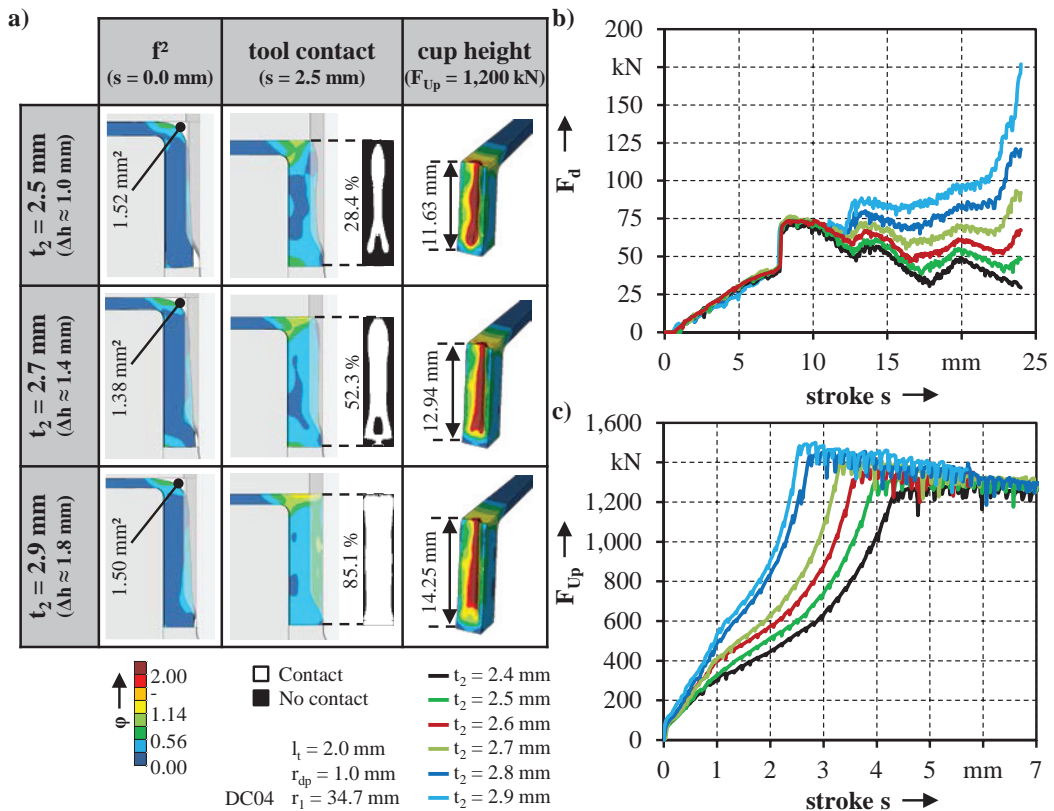 a)
f²
(s = 0.0 mm)
tool contact
(s = 2.5 mm)
cup height
(F_Up = 1,200 kN)
t₂ = 2.5 mm
(Δh ≈ 1.0 mm)
1.52 mm²
28.4 %
11.63 mm
t₂ = 2.7 mm
(Δh ≈ 1.4 mm)
1.38 mm²
52.3 %
12.94 mm
t₂ = 2.9 mm
(Δh ≈ 1.8 mm)
1.50 mm²
85.1 %
14.25 mm
φ
2.00
-
1.14
0.56
0.00
Contact
No contact
l_t = 2.0 mm
r_dp = 1.0 mm
DC04 r₁ = 34.7 mm
t₂ = 2.4 mm
t₂ = 2.5 mm
t₂ = 2.6 mm
t₂ = 2.7 mm
t₂ = 2.8 mm
t₂ = 2.9 mm
b)
200
kN
150
125
100
75
50
25
0
F_d
0 5 10 15 mm 25
stroke s
c)
1,600
kN
1,200
1,000
800
600
400
200
0
F_Up
0 1 2 3 4 5 mm 7
stroke s